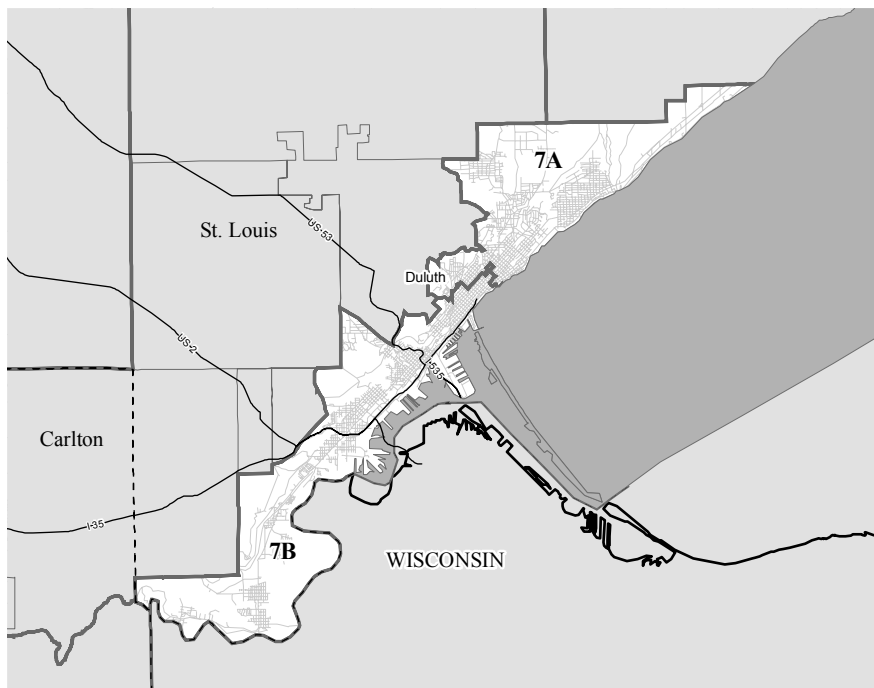 7A
St. Louis
US-53
Duluth
US-2
I-535
Carlton
I-35
7B
WISCONSIN